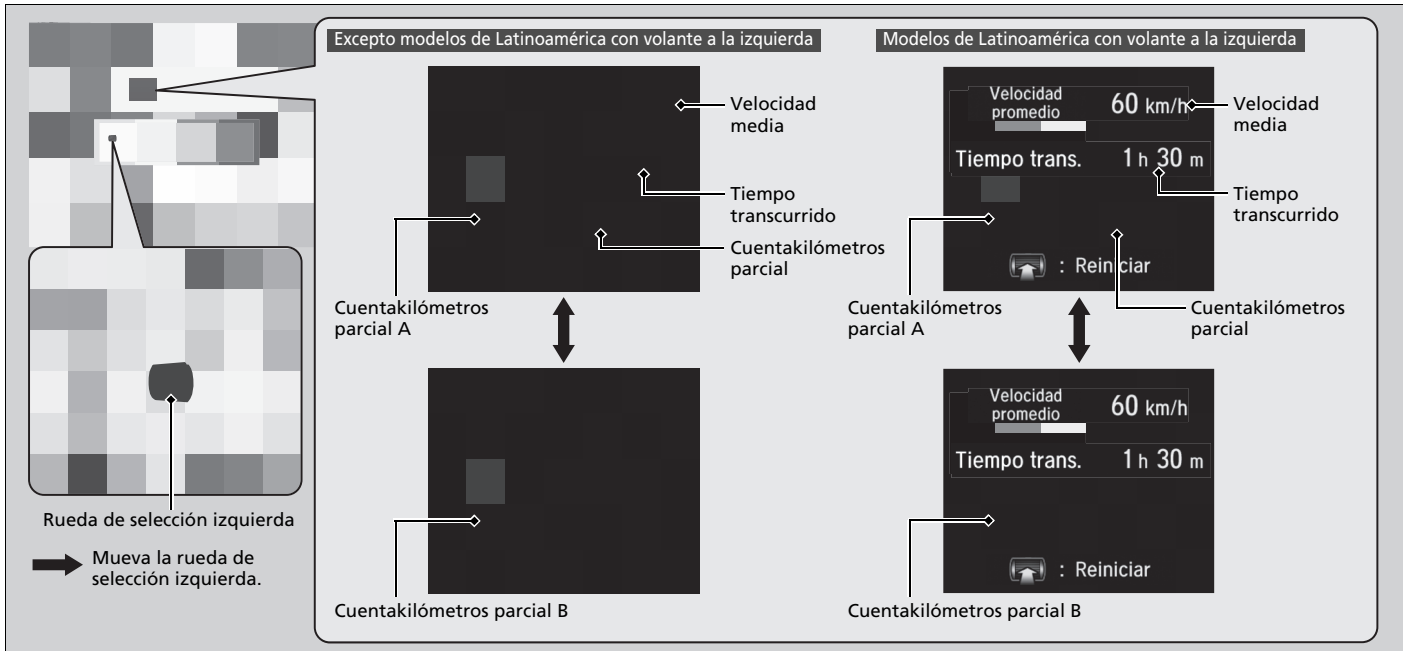 Excepto modelos de Latinoamérica con volante a la izquierda
Velocidad
media
Tiempo
transcurrido
Cuentakilómetros
parcial
Cuentakilómetros
parcial A
Cuentakilómetros parcial B
Modelos de Latinoamérica con volante a la izquierda
Velocidad
promedio
60 km/h
Tiempo trans.
1 h 30 m
: Reiniciar
Velocidad
media
Tiempo
transcurrido
Cuentakilómetros
parcial
Cuentakilómetros
parcial A
Velocidad
promedio
60 km/h
Tiempo trans.
1 h 30 m
: Reiniciar
Cuentakilómetros parcial B
Rueda de selección izquierda
Mueva la rueda de
selección izquierda.